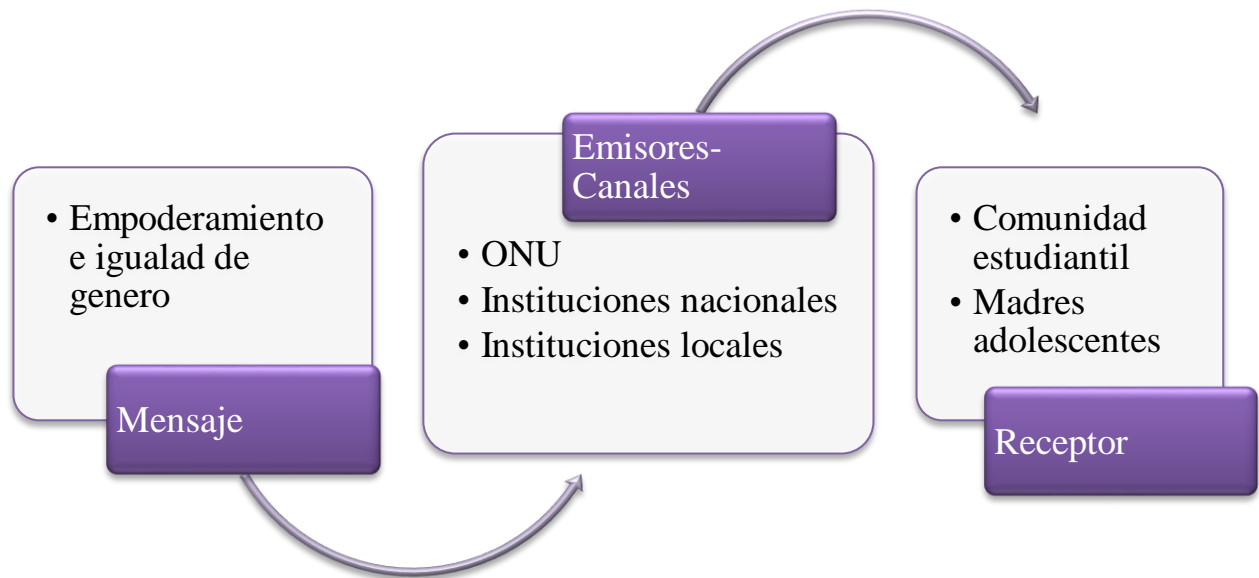 • Empoderamiento
e igualad de
genero
Mensaje
Emisores-
Canales
• ONU
• Instituciones nacionales
• Instituciones locales
• Comunidad
estudiantil
• Madres
adolescentes
Receptor